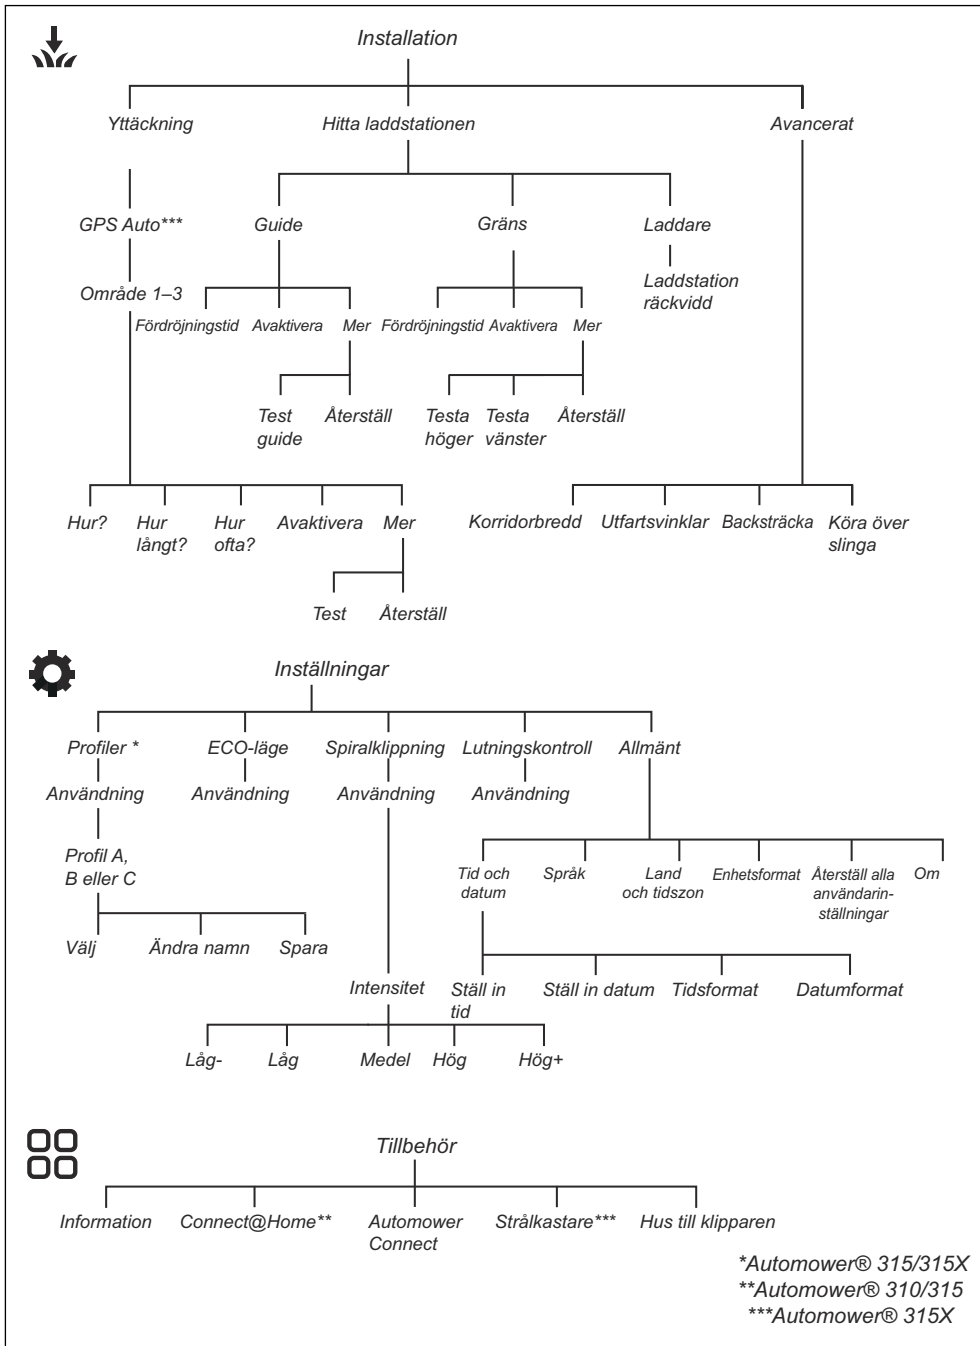 Installation
Yttäckning
Hitta laddstationen
Avancerat
GPS Auto***
Guide
Gräns
Laddare
Område 1–3
Laddstation
räckvidd
Fördröjningstid
Avaktivera
Mer
Fördröjningstid
Avaktivera
Mer
Test
guide
Återställ
Testa
höger
Testa
vänster
Återställ
Hur?
Hur
långt?
Hur
ofta?
Avaktivera
Mer
Korridorbredd
Utfartsvinklar
Backsträcka
Köra över
slinga
Test
Återställ
Inställningar
Profiler *
ECO-läge
Spiralklippning
Lutningskontroll
Allmänt
Användning
Användning
Användning
Användning
Profil A,
B eller C
Tid och
datum
Språk
Land
och tidszon
Enhetsformat
Återställ alla
användarin-
ställningar
Om
Välj
Ändra namn
Spara
Intensitet
Ställ in
tid
Ställ in datum
Tidsformat
Datumformat
Låg-
Låg
Medel
Hög
Hög+
Tillbehör
Information
Connect@Home**
Automower
Connect
Strålkastare***
Hus till klipparen
*Automower® 315/315X
**Automower® 310/315
***Automower® 315X